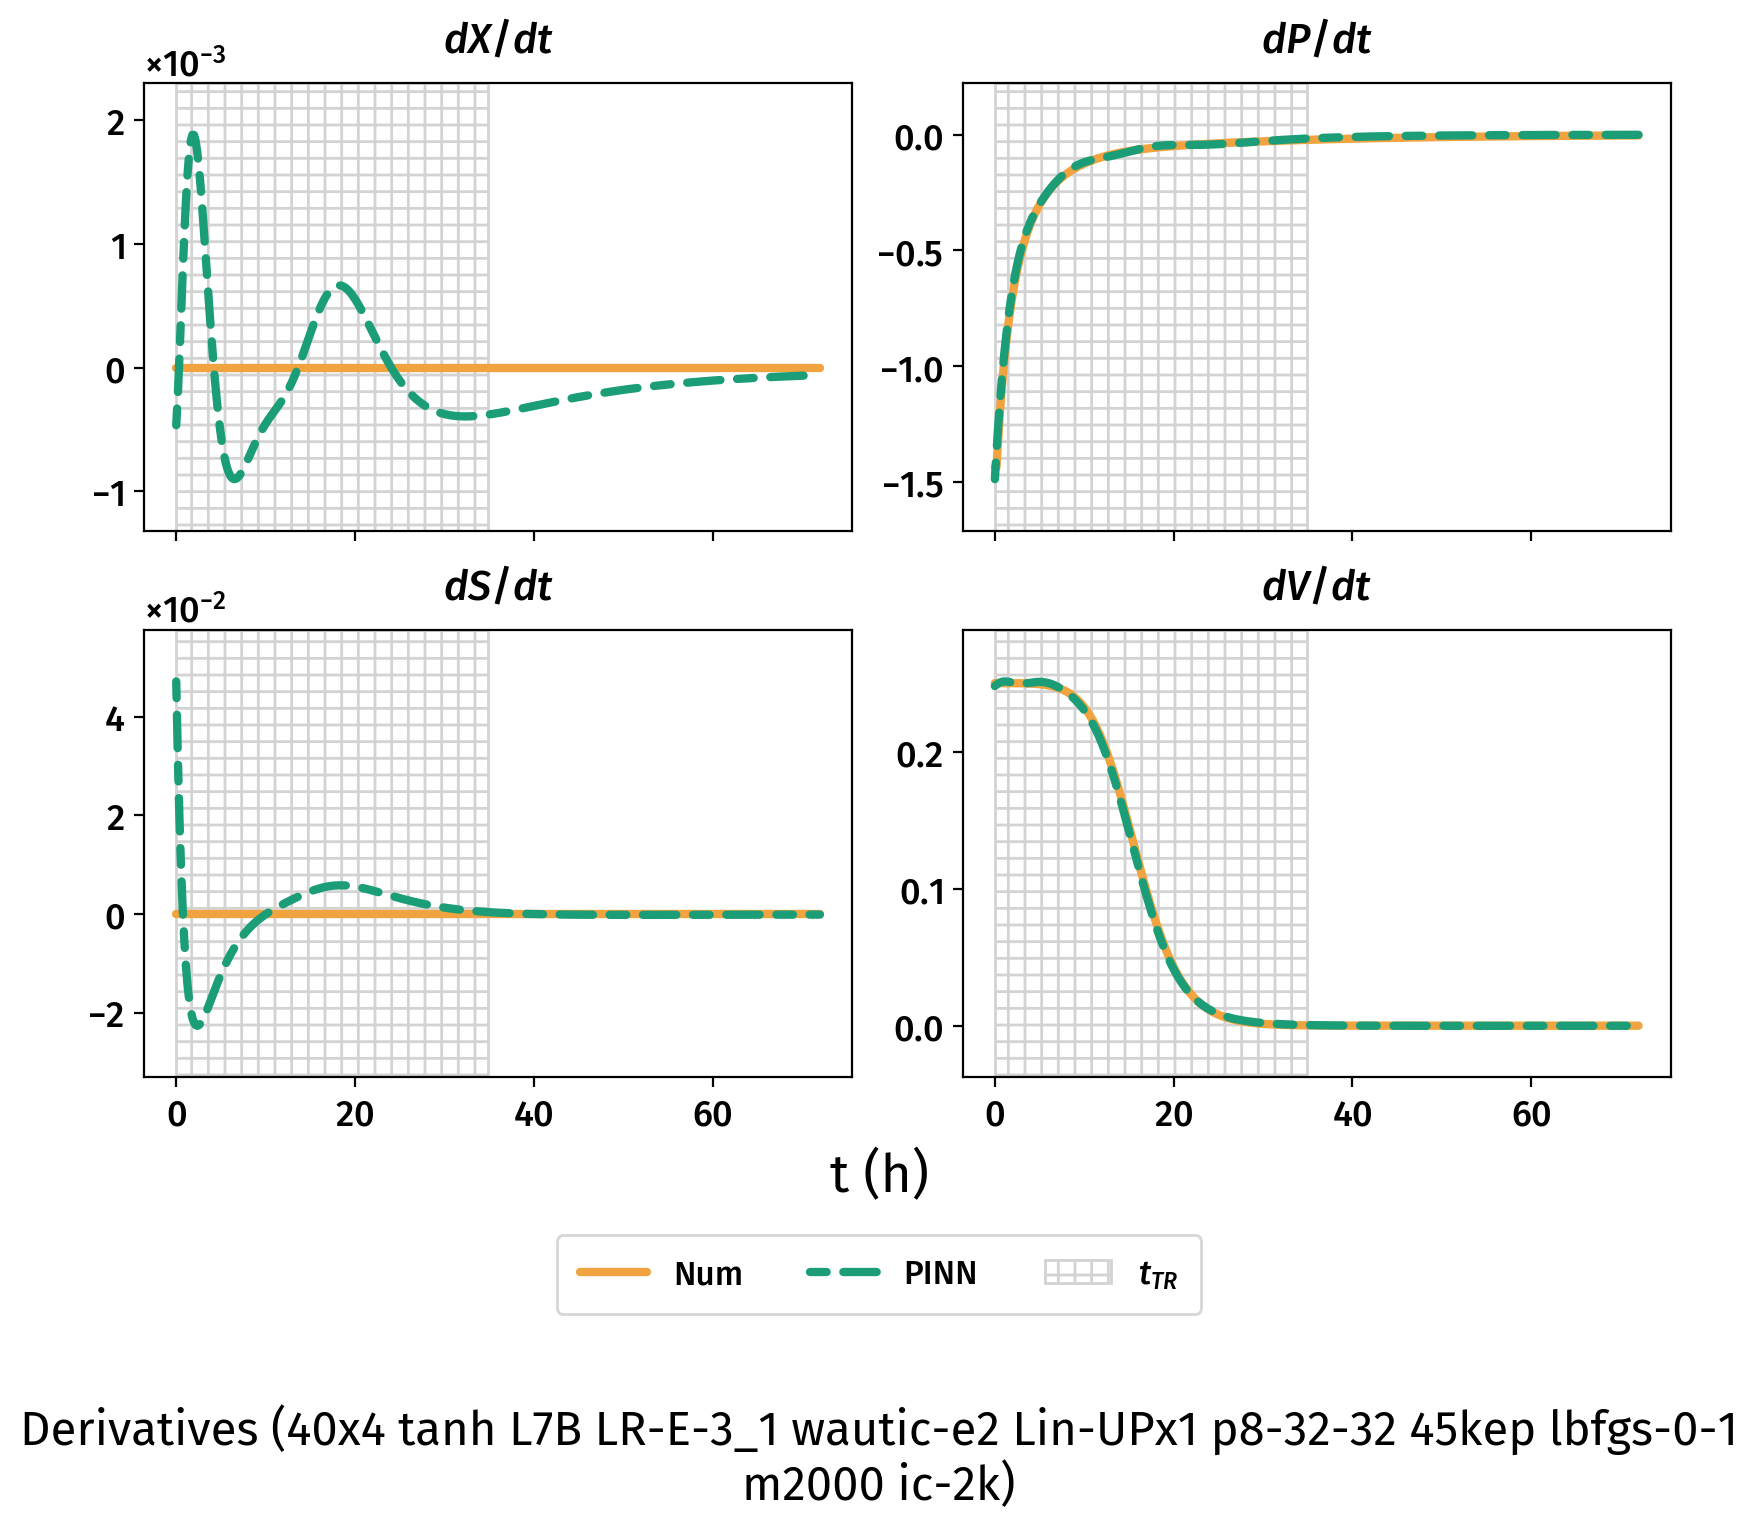 dX/dt
×10⁻³
2
1
0
−1
dP/dt
0.0
−0.5
−1.0
−1.5
dS/dt
×10⁻²
4
2
0
−2
0 20 40 60
dV/dt
0.2
0.1
0.0
0 20 40 60
t (h)
Num PINN t_TR
Derivatives (40x4 tanh L7B LR-E-3_1 wautic-e2 Lin-UPx1 p8-32-32 45kep lbfgs-0-1
m2000 ic-2k)